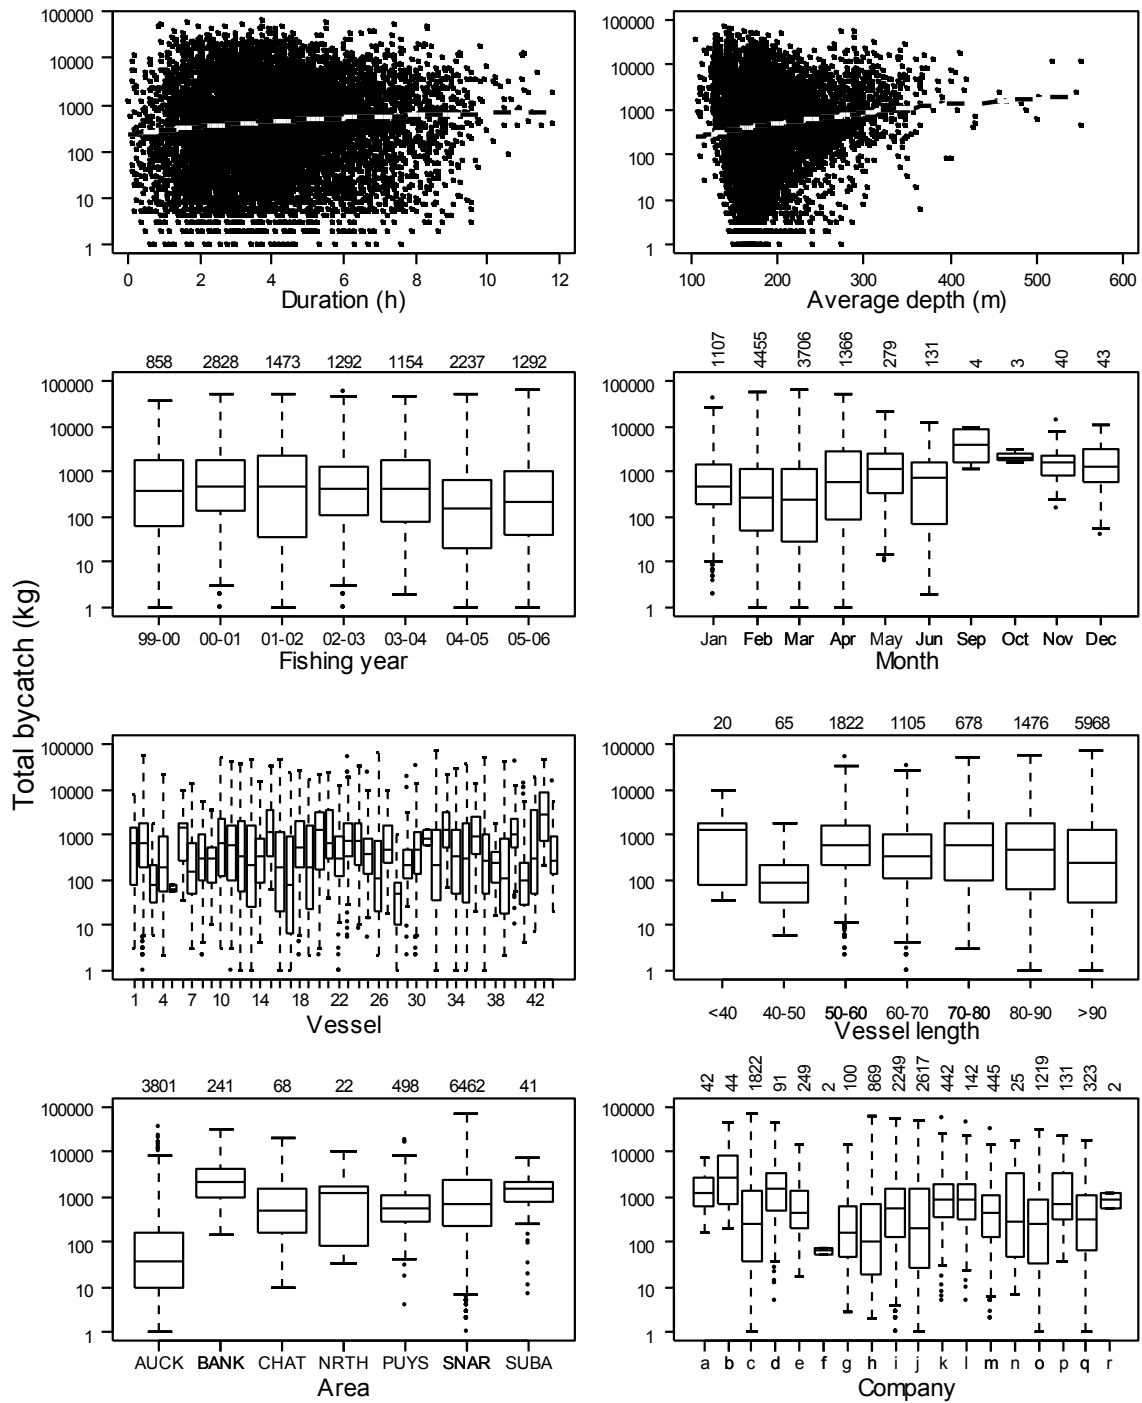 100000
10000
1000
100
10
1
0 2 4 6 8 10 12
Duration (h)
100000
10000
1000
100
10
1
100 200 300 400 500 600
Average depth (m)
Total bycatch (kg)
858 2828 1473 1292 1154 2237 1292
100000
10000
1000
100
10
1
99-00 00-01 01-02 02-03 03-04 04-05 05-06
Fishing year
1107 4455 3706 1366 279 131 4 3 40 43
100000
10000
1000
100
10
1
Jan Feb Mar Apr May Jun Sep Oct Nov Dec
Month
100000
10000
1000
100
10
1
1 4 7 10 14 18 22 26 30 34 38 42
Vessel
20 65 1822 1105 678 1476 5968
100000
10000
1000
100
10
1
<40 40-50 50-60 60-70 70-80 80-90 >90
Vessel length
3801 241 68 22 498 6462 41
100000
10000
1000
100
10
1
AUCK BANK CHAT NRTH PUYS SNAR SUBA
Area
42 44 1822 91 249 2 100 869 2249 2617 442 142 445 25 1219 131 323 2
100000
10000
1000
100
10
1
a b c d e f g h i j k l m n o p q r
Company